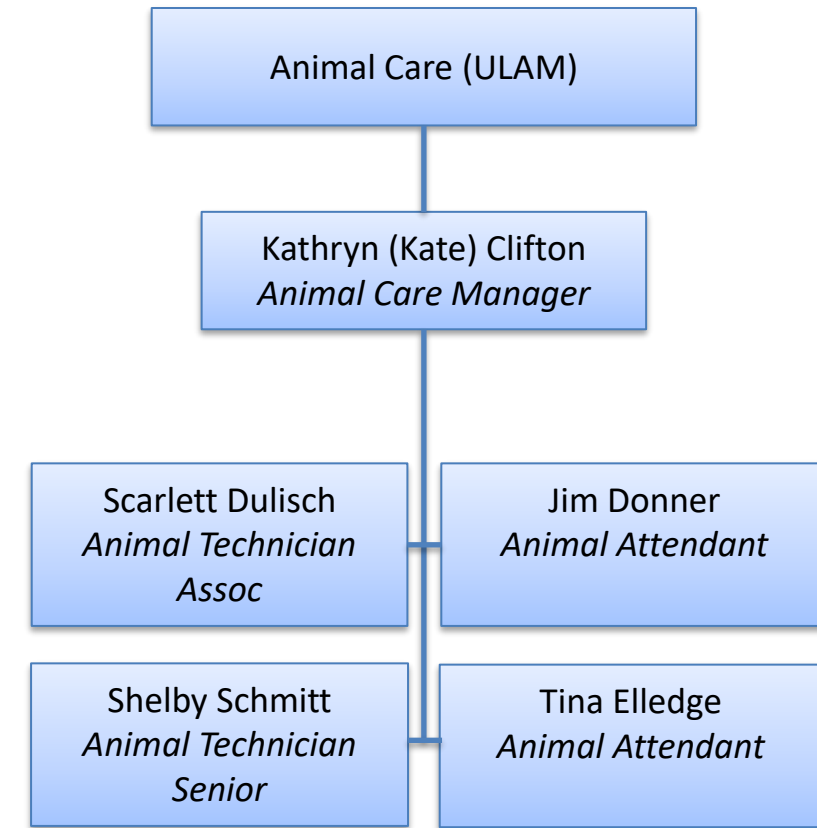 Animal Care (ULAM)
Kathryn (Kate) Clifton
Animal Care Manager
Scarlett Dulisch
Animal Technician
Assoc
Jim Donner
Animal Attendant
Shelby Schmitt
Animal Technician
Senior
Tina Elledge
Animal Attendant